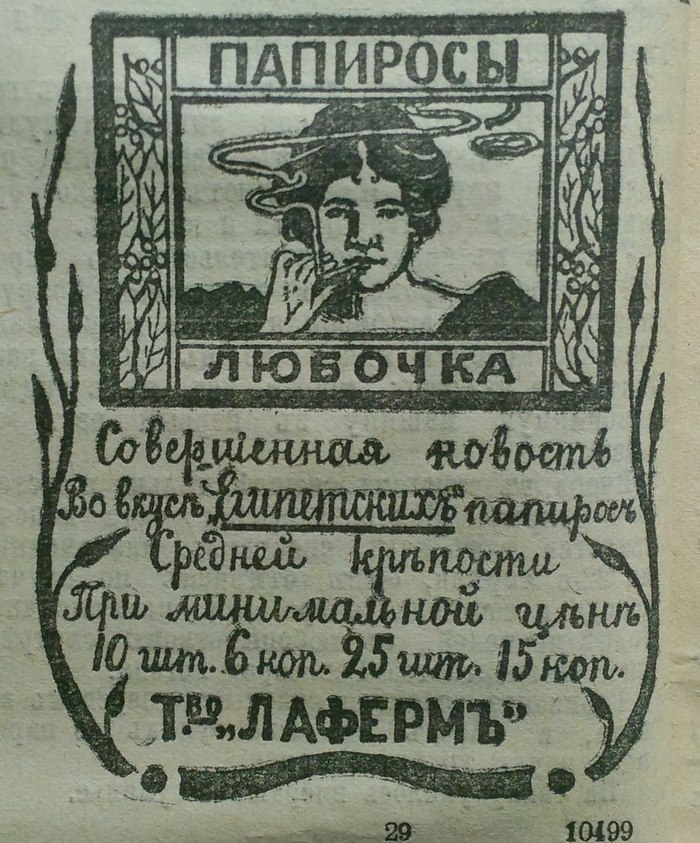 ПАПИРОСЫ
ЛЮБОЧКА
Совершенная новость
Во вкусѣ „Египетскихъ“ папиросъ
Средней крѣпости
При минимальной цѣнѣ
10 шт. 6 коп. 25 шт. 15 коп.
Т.во „ЛАФЕРМЪ“
29 10499